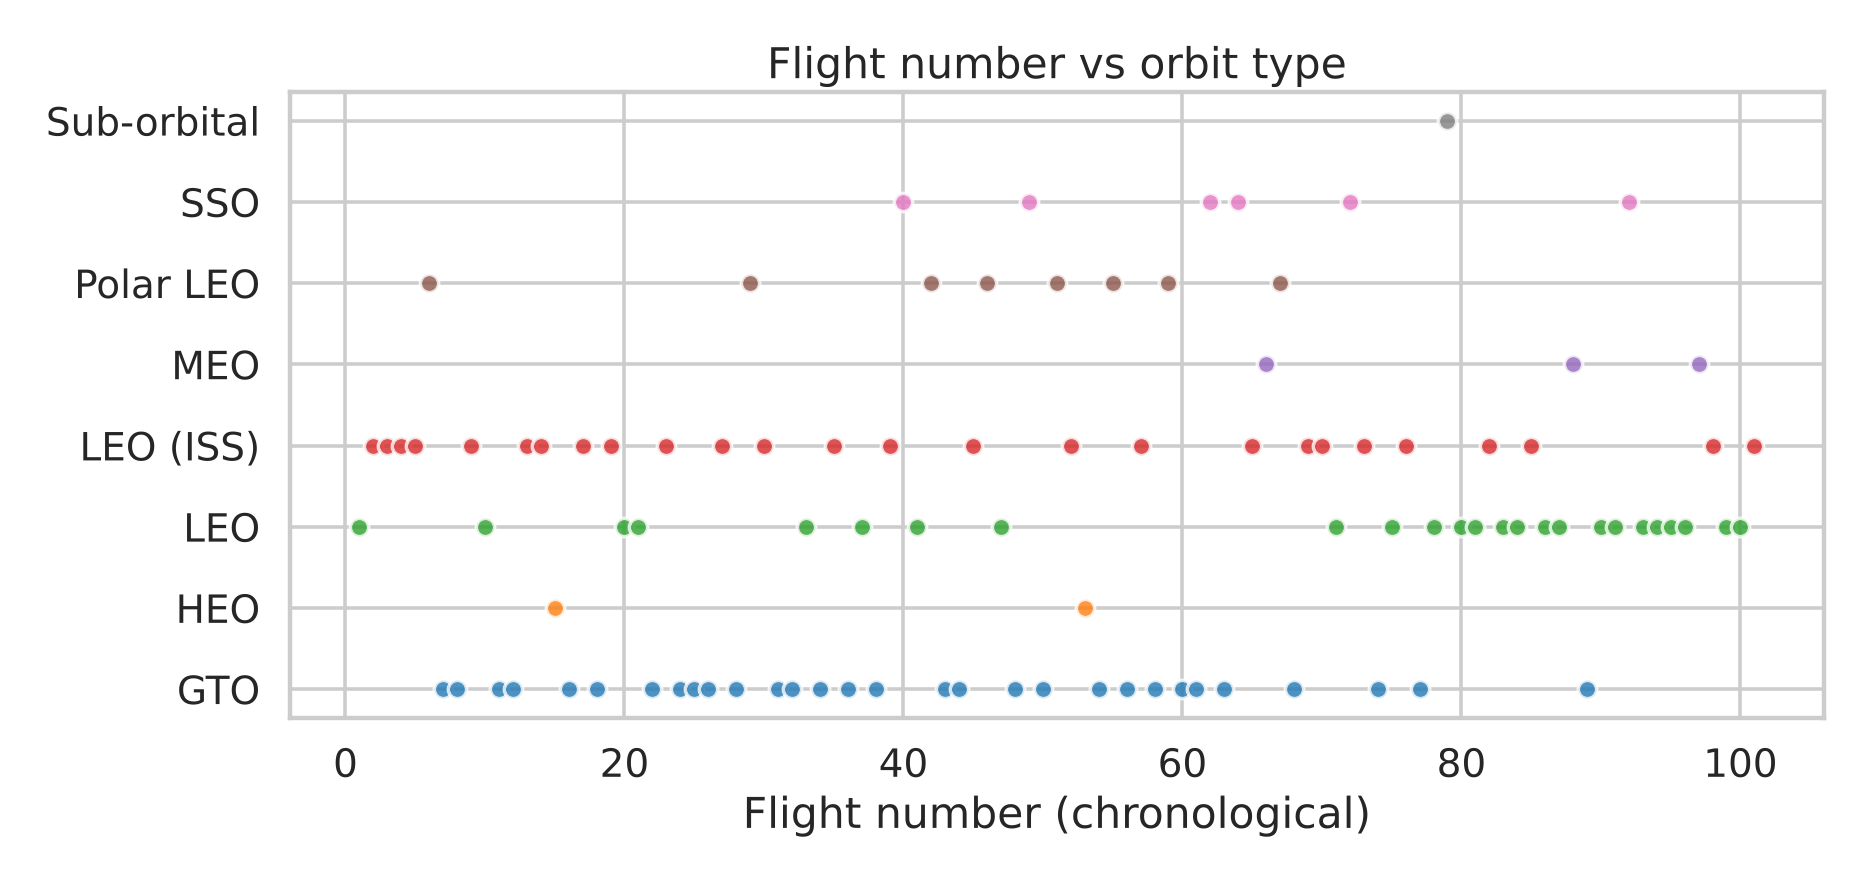 Flight number vs orbit type
Sub-orbital
SSO
Polar LEO
MEO
LEO (ISS)
LEO
HEO
GTO
0 20 40 60 80 100
Flight number (chronological)